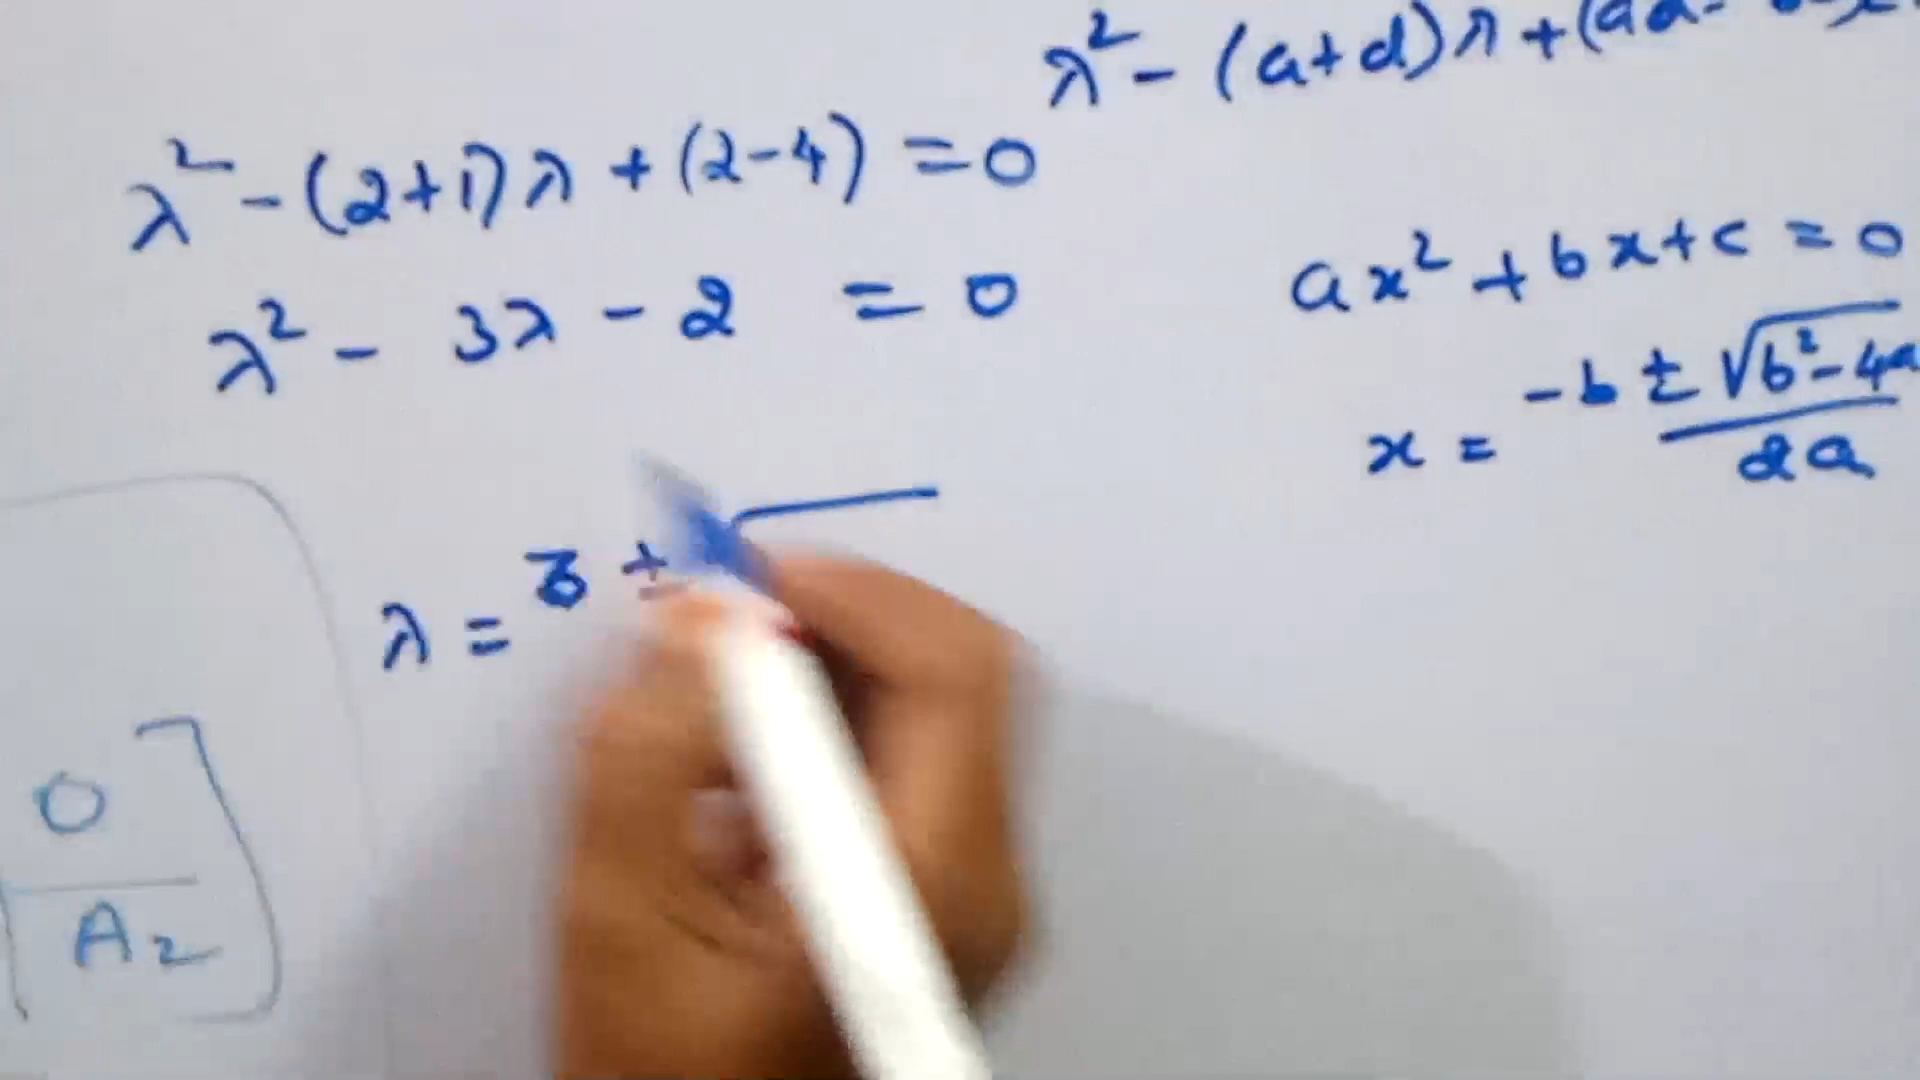 λ² - (a+d)λ + (ad-
λ² - (2+1)λ + (2-4) = 0
λ² - 3λ - 2 = 0
ax² + bx + c = 0
x = -b ± √b² - 4a / 2a
λ = 3 ± √
0
A₂